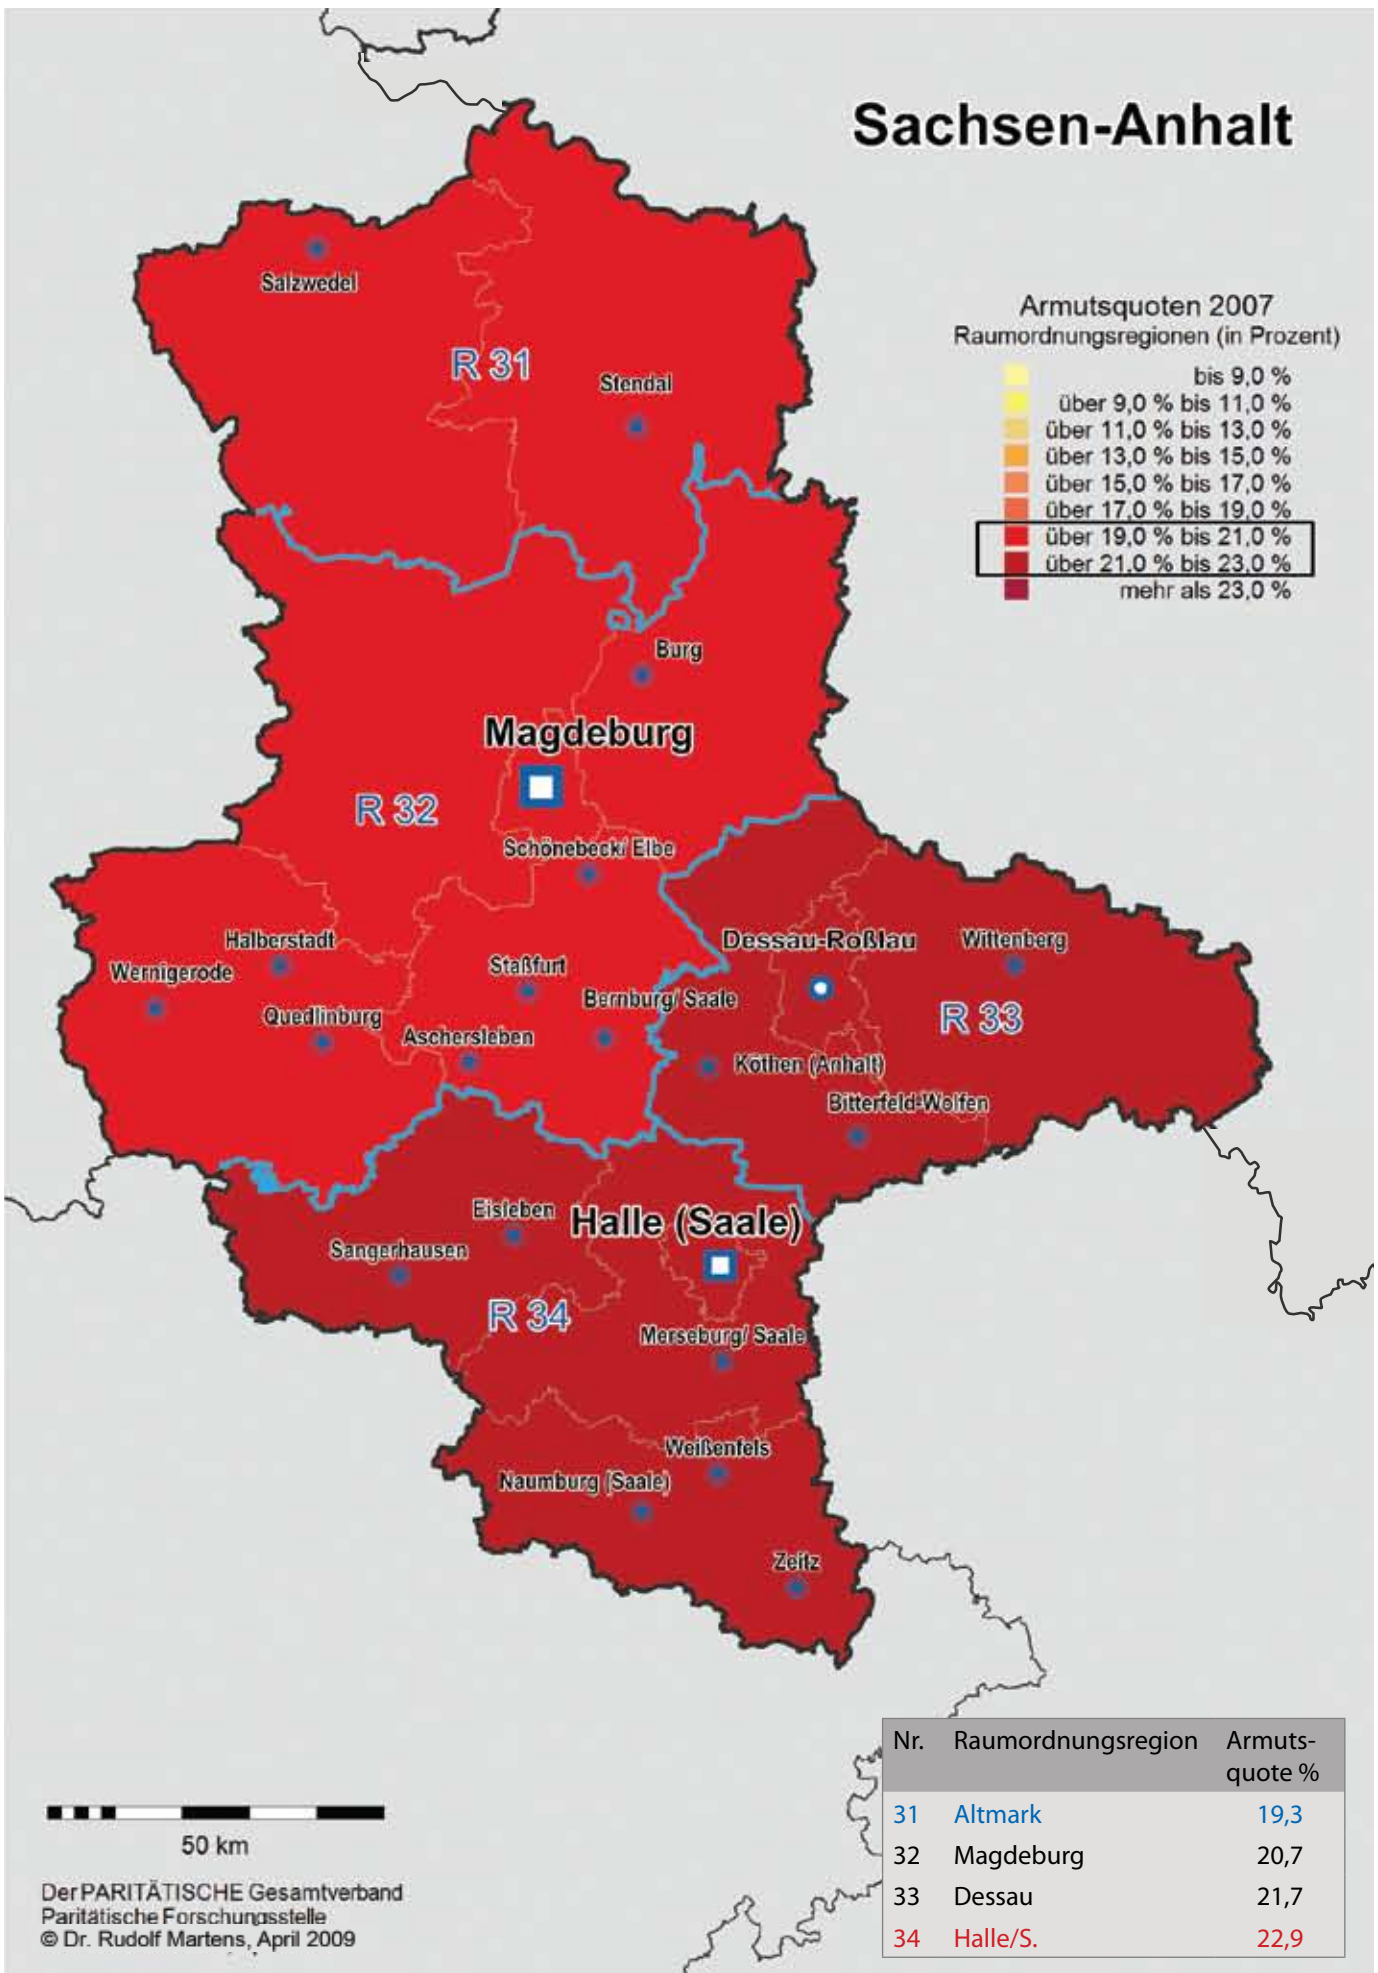 Sachsen-Anhalt
Salzwedel
R 31
Stendal
Armutsquoten 2007
Raumordnungsregionen (in Prozent)
bis 9,0 %
über 9,0 % bis 11,0 %
über 11,0 % bis 13,0 %
über 13,0 % bis 15,0 %
über 15,0 % bis 17,0 %
über 17,0 % bis 19,0 %
über 19,0 % bis 21,0 %
über 21,0 % bis 23,0 %
mehr als 23,0 %
Burg
Magdeburg
R 32
Schönebeck/ Elbe
Halberstadt
Wernigerode
Quedlinburg
Staßfurt
Bernburg/ Saale
Aschersleben
Dessau-Roßlau
Wittenberg
R 33
Köthen (Anhalt)
Bitterfeld-Wolfen
Eisleben
Halle (Saale)
Sangerhausen
R 34
Merseburg/ Saale
Weißenfels
Naumburg (Saale)
Zeitz
50 km
Der PARITÄTISCHE Gesamtverband
Paritätische Forschungsstelle
© Dr. Rudolf Martens, April 2009
Nr. Raumordnungsregion Armuts-
quote %
31 Altmark 19,3
32 Magdeburg 20,7
33 Dessau 21,7
34 Halle/S. 22,9